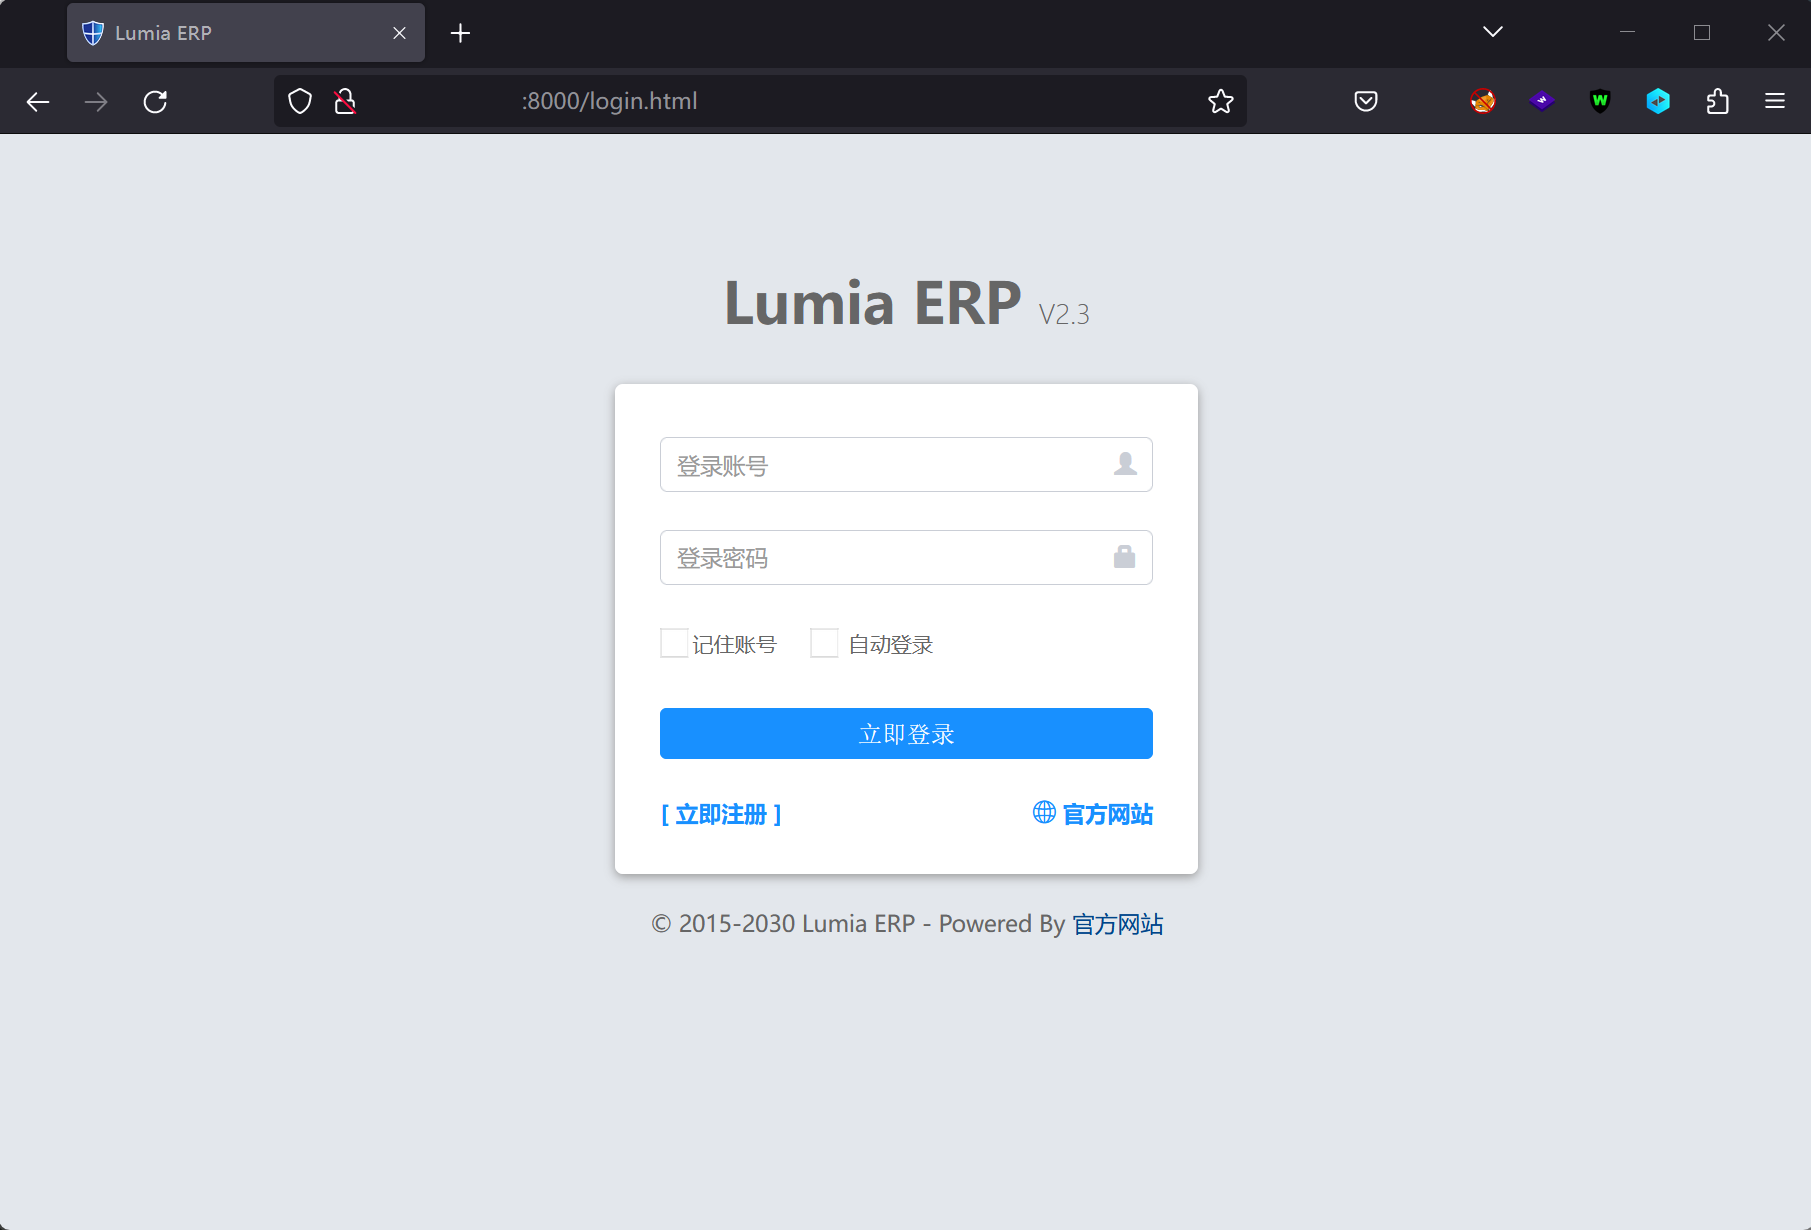 Lumia ERP
:8000/login.html
Lumia ERP V2.3
登录账号
登录密码
记住账号 自动登录
立即登录
[ 立即注册 ] 官方网站
© 2015-2030 Lumia ERP - Powered By 官方网站